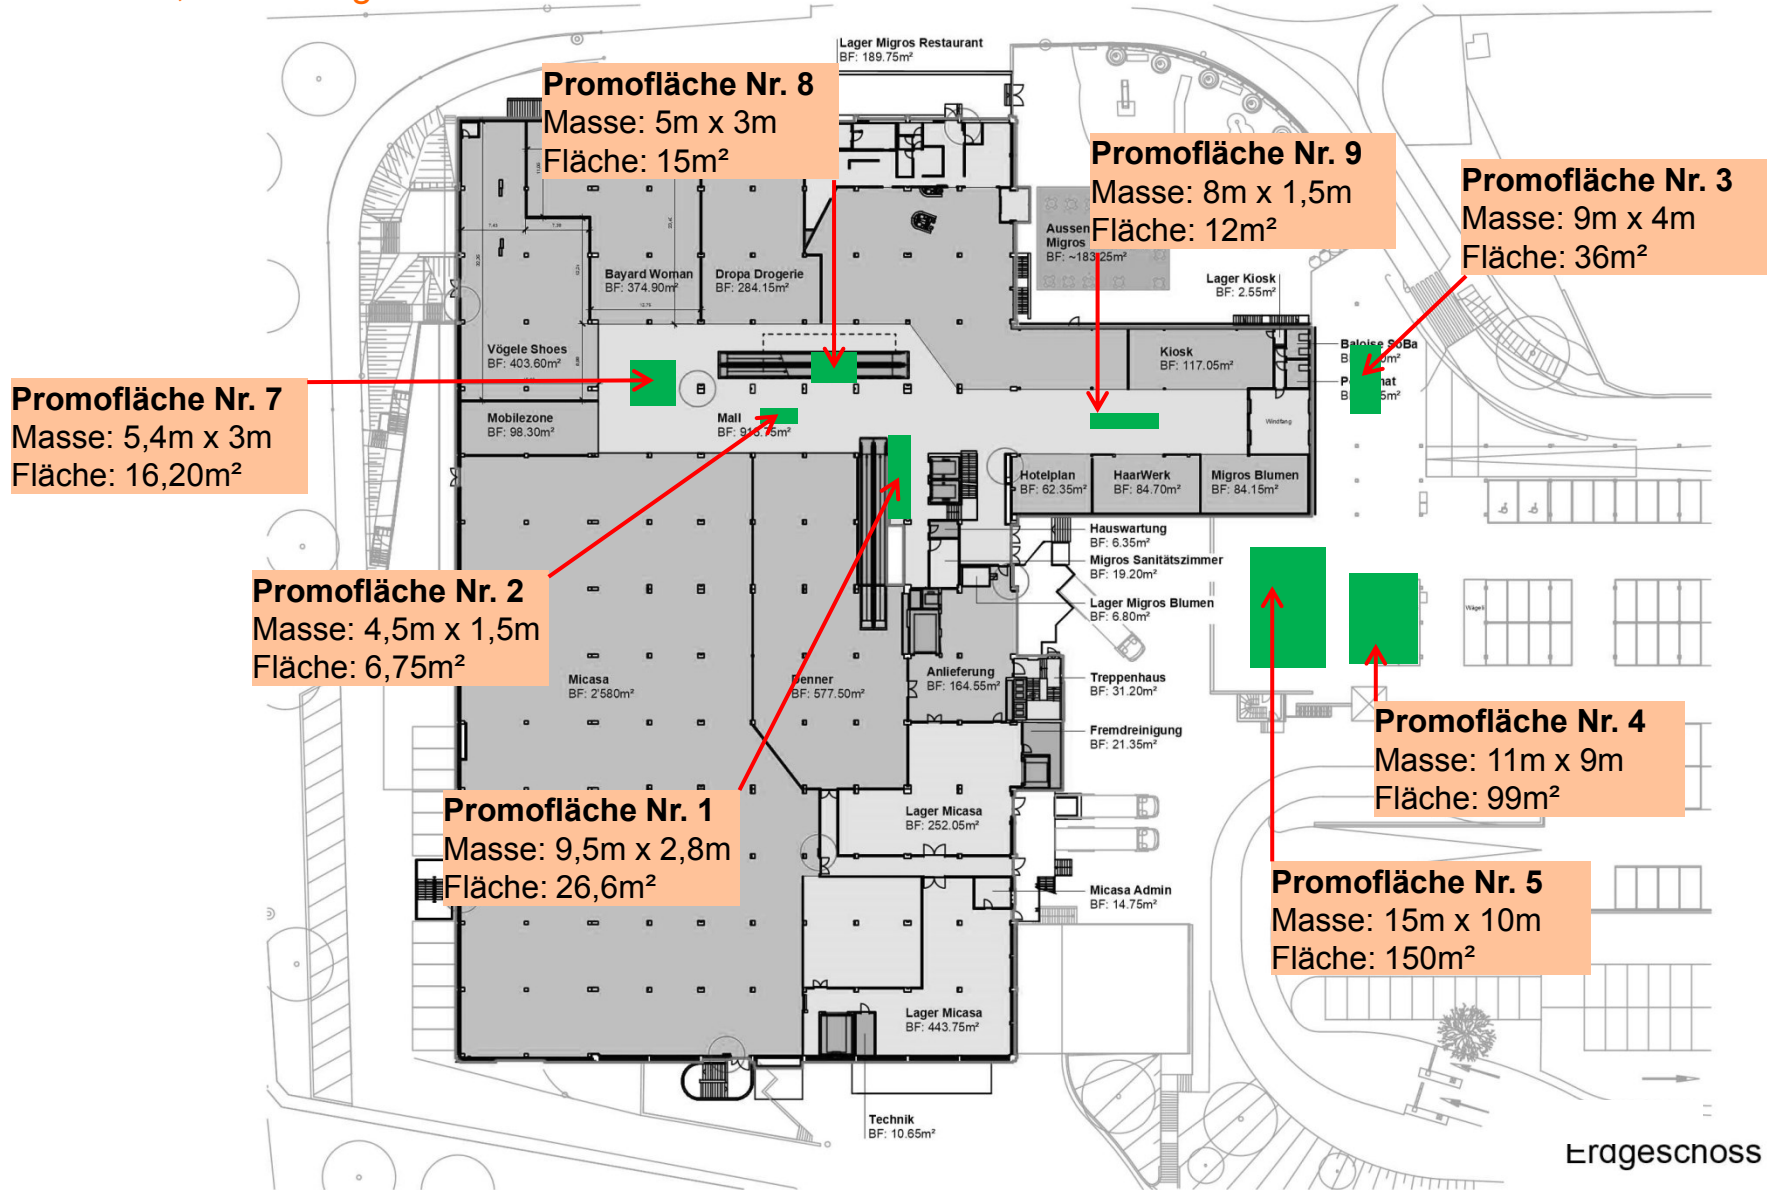 Lager Migros Restaurant
BF: 189.75m²
Promofläche Nr. 8
Masse: 5m x 3m
Fläche: 15m²
Promofläche Nr. 9
Masse: 8m x 1,5m
Fläche: 12m²
Promofläche Nr. 3
Masse: 9m x 4m
Fläche: 36m²
Aussen
Migros
BF: ~183.25m²
Bayard Woman
BF: 374.90m²
Dropa Drogerie
BF: 284.15m²
Lager Kiosk
BF: 2.55m²
Vögele Shoes
BF: 403.60m²
Kiosk
BF: 117.05m²
Baloise SoBa
Promofläche Nr. 7
Masse: 5,4m x 3m
Fläche: 16,20m²
Mobilezone
BF: 98.30m²
Mall
Windfang
Hotelplan
BF: 62.35m²
HaarWerk
BF: 84.70m²
Migros Blumen
BF: 84.15m²
Hauswartung
BF: 6.35m²
Migros Sanitätszimmer
BF: 19.20m²
Promofläche Nr. 2
Masse: 4,5m x 1,5m
Fläche: 6,75m²
Lager Migros Blumen
BF: 6.80m²
Wägeli
Micasa
BF: 2'580m²
Denner
BF: 577.50m²
Anlieferung
BF: 164.55m²
Treppenhaus
BF: 31.20m²
Fremdreinigung
BF: 21.35m²
Promofläche Nr. 4
Masse: 11m x 9m
Fläche: 99m²
Promofläche Nr. 1
Masse: 9,5m x 2,8m
Fläche: 26,6m²
Lager Micasa
BF: 252.05m²
Promofläche Nr. 5
Masse: 15m x 10m
Fläche: 150m²
Micasa Admin
BF: 14.75m²
Lager Micasa
BF: 443.75m²
Technik
BF: 10.65m²
Erdgeschoss